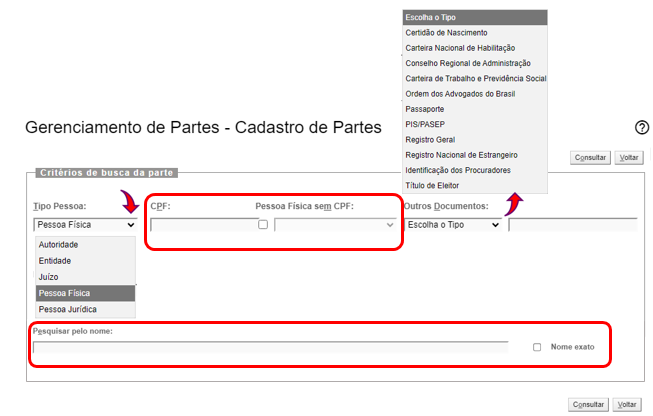 Escolha o Tipo
Certidão de Nascimento
Carteira Nacional de Habilitação
Conselho Regional de Administração
Carteira de Trabalho e Previdência Social
Ordem dos Advogados do Brasil
Passaporte
PIS/PASEP
Registro Geral
Registro Nacional de Estrangeiro
Identificação dos Procuradores
Título de Eleitor
Gerenciamento de Partes - Cadastro de Partes
?
Consultar Voltar
Critérios de busca da parte
Tipo Pessoa: CPF: Pessoa Física sem CPF: Outros Documentos:
Pessoa Física Escolha o Tipo
Autoridade
Entidade
Juízo
Pessoa Física
Pessoa Jurídica
Pesquisar pelo nome:
Nome exato
Consultar Voltar